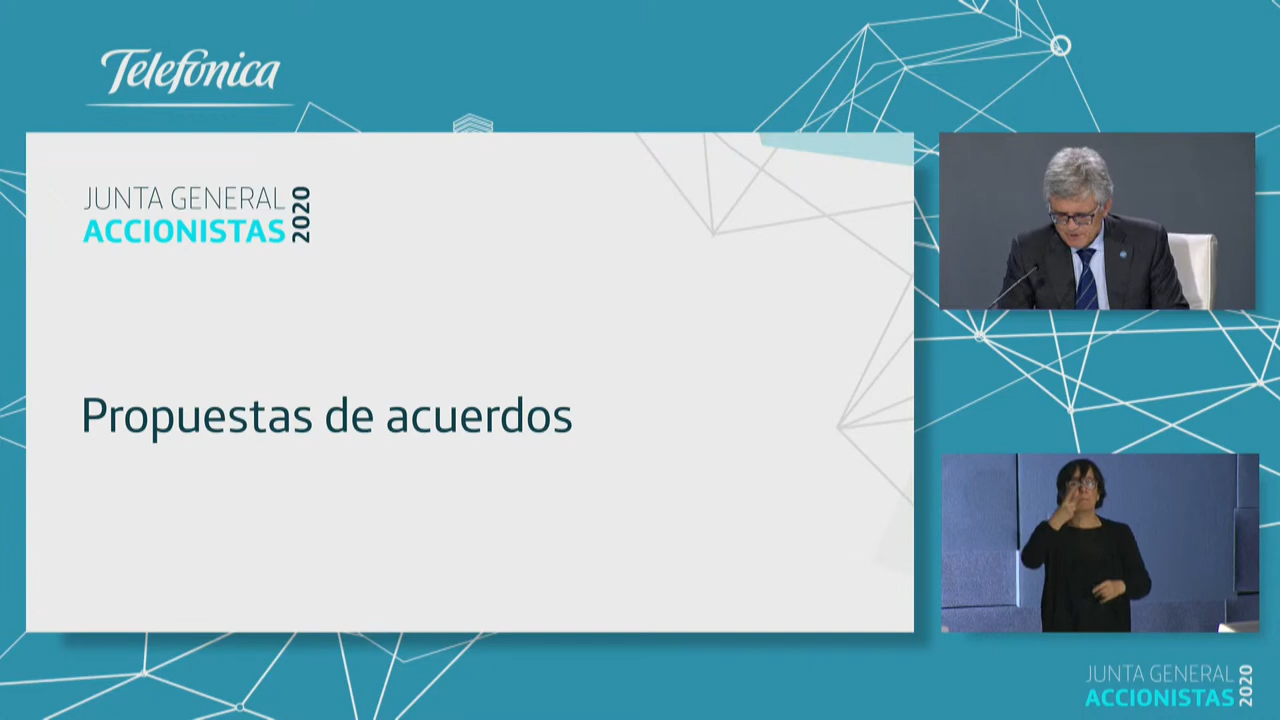 Telefónica
JUNTA GENERAL
ACCIONISTAS
2020
Propuestas de acuerdos
JUNTA GENERAL
ACCIONISTAS
2020